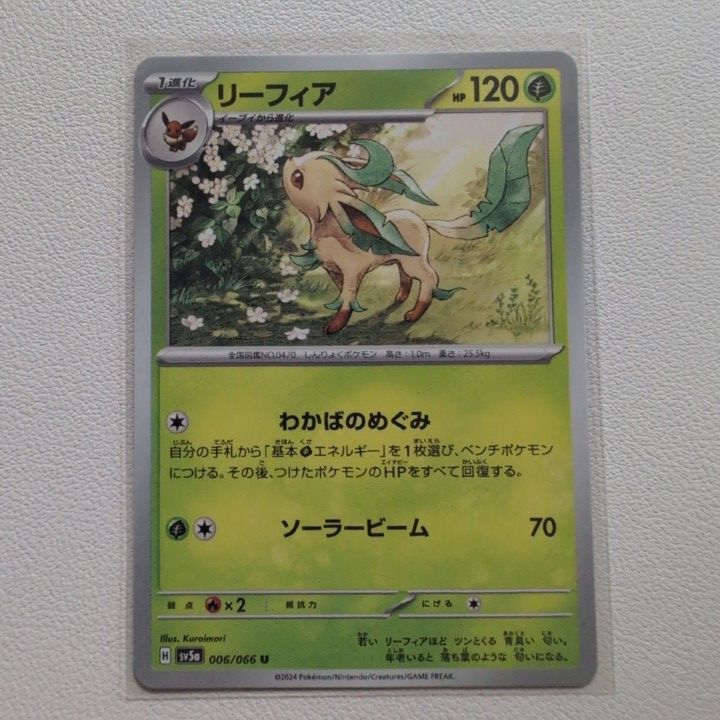 1進化
リーフィア
HP 120
イーブイから進化
全国図鑑NO.0470 しんりょくポケモン 高さ：1.0m 重さ：25.5kg
わかばのめぐみ
自分の手札から「基本エネルギー」を1枚選び、ベンチポケモン
につける。その後、つけたポケモンのHPをすべて回復する。
ソーラービーム 70
弱点 ×2 抵抗力 にげる
Illus. Kuroimori
若い リーフィアほど ツンとくる 青臭い 匂い。
年老いると 落ち葉のような 匂いになる。
H sv5a 006/066 U
©2024 Pokémon/Nintendo/Creatures/GAME FREAK.